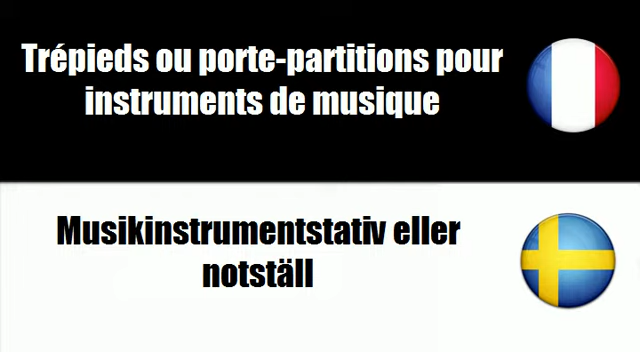 Trépieds ou porte-partitions pour
instruments de musique
Musikinstrumentstativ eller
notställ